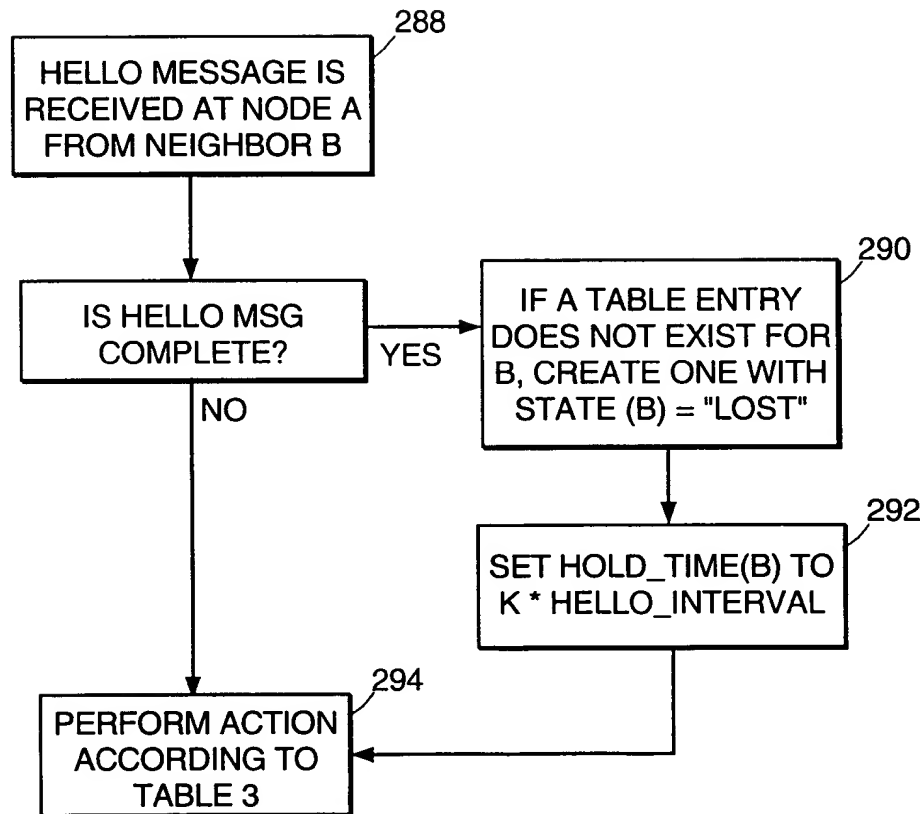 288
HELLO MESSAGE IS
RECEIVED AT NODE A
FROM NEIGHBOR B
IS HELLO MSG
COMPLETE?
YES
NO
290
IF A TABLE ENTRY
DOES NOT EXIST FOR
B, CREATE ONE WITH
STATE (B) = "LOST"
292
SET HOLD_TIME(B) TO
K * HELLO_INTERVAL
294
PERFORM ACTION
ACCORDING TO
TABLE 3